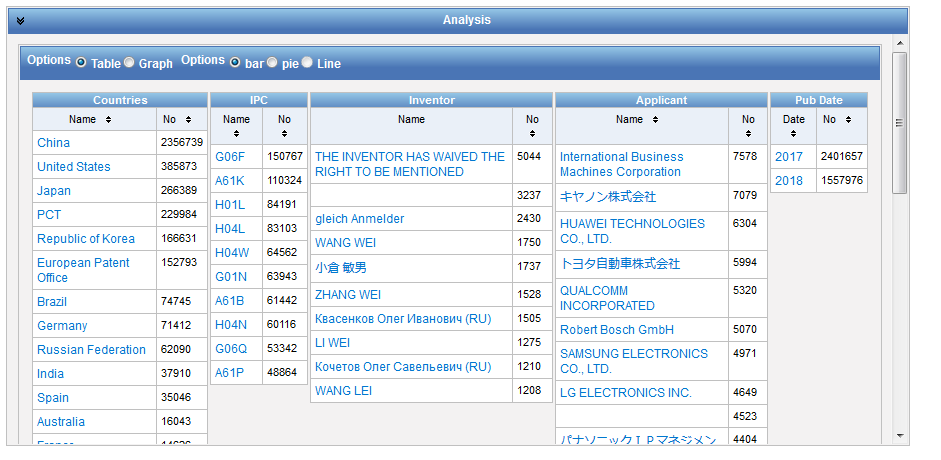 Analysis
Options Table Graph Options bar pie Line
Countries
Name No
China 2356739
United States 385873
Japan 266389
PCT 229984
Republic of Korea 166631
European Patent 152793
Office
Brazil 74745
Germany 71412
Russian Federation 62090
India 37910
Spain 35046
Australia 16043
IPC
Name No
G06F 150767
A61K 110324
H01L 84191
H04L 83103
H04W 64562
G01N 63943
A61B 61442
H04N 60116
G06Q 53342
A61P 48864
Inventor
Name No
THE INVENTOR HAS WAIVED THE 5044
RIGHT TO BE MENTIONED
3237
gleich Anmelder 2430
WANG WEI 1750
小倉 敏男 1737
ZHANG WEI 1528
Квасенков Олег Иванович (RU) 1505
LI WEI 1275
Кочетов Олег Савельевич (RU) 1210
WANG LEI 1208
Applicant
Name No
International Business 7578
Machines Corporation
キヤノン株式会社 7079
HUAWEI TECHNOLOGIES 6304
CO., LTD.
トヨタ自動車株式会社 5994
QUALCOMM 5320
INCORPORATED
Robert Bosch GmbH 5070
SAMSUNG ELECTRONICS 4971
CO., LTD.
LG ELECTRONICS INC. 4649
4523
パナソニックＩＰマネジメン 4404
Pub Date
Date No
2017 2401657
2018 1557976